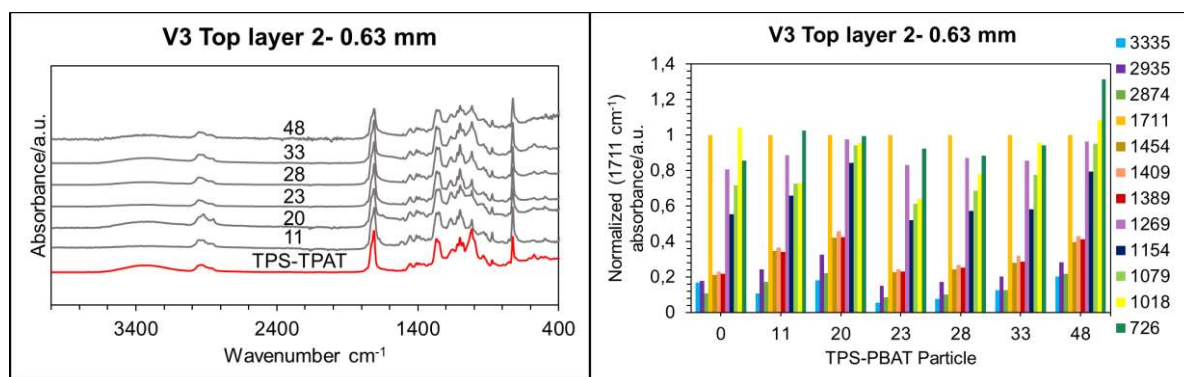 V3 Top layer 2- 0.63 mm
Absorbance/a.u.
48
33
28
23
20
11
TPS-TPAT
3400 2400 1400 400
Wavenumber cm-1
V3 Top layer 2- 0.63 mm
Normalized (1711 cm-1)
absorbance/a.u.
1,4
1,2
1
0,8
0,6
0,4
0,2
0
0 11 20 23 28 33 48
TPS-PBAT Particle
3335
2935
2874
1711
1454
1409
1389
1269
1154
1079
1018
726